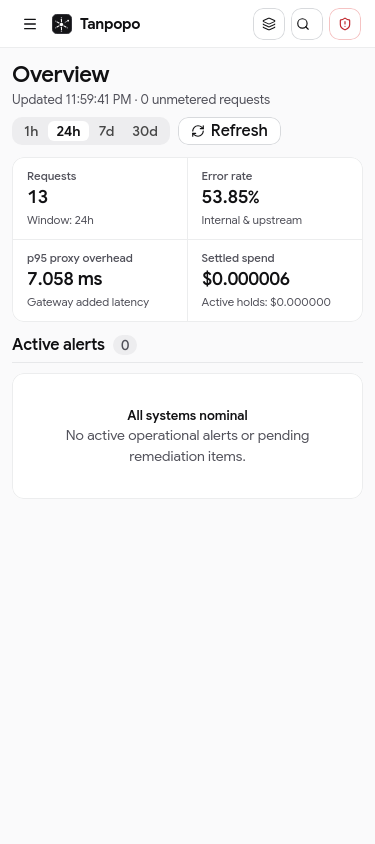 Tanpopo
Overview
Updated 11:59:41 PM · 0 unmetered requests
1h 24h 7d 30d Refresh
Requests
13
Window: 24h
Error rate
53.85%
Internal & upstream
p95 proxy overhead
7.058 ms
Gateway added latency
Settled spend
$0.000006
Active holds: $0.000000
Active alerts 0
All systems nominal
No active operational alerts or pending
remediation items.